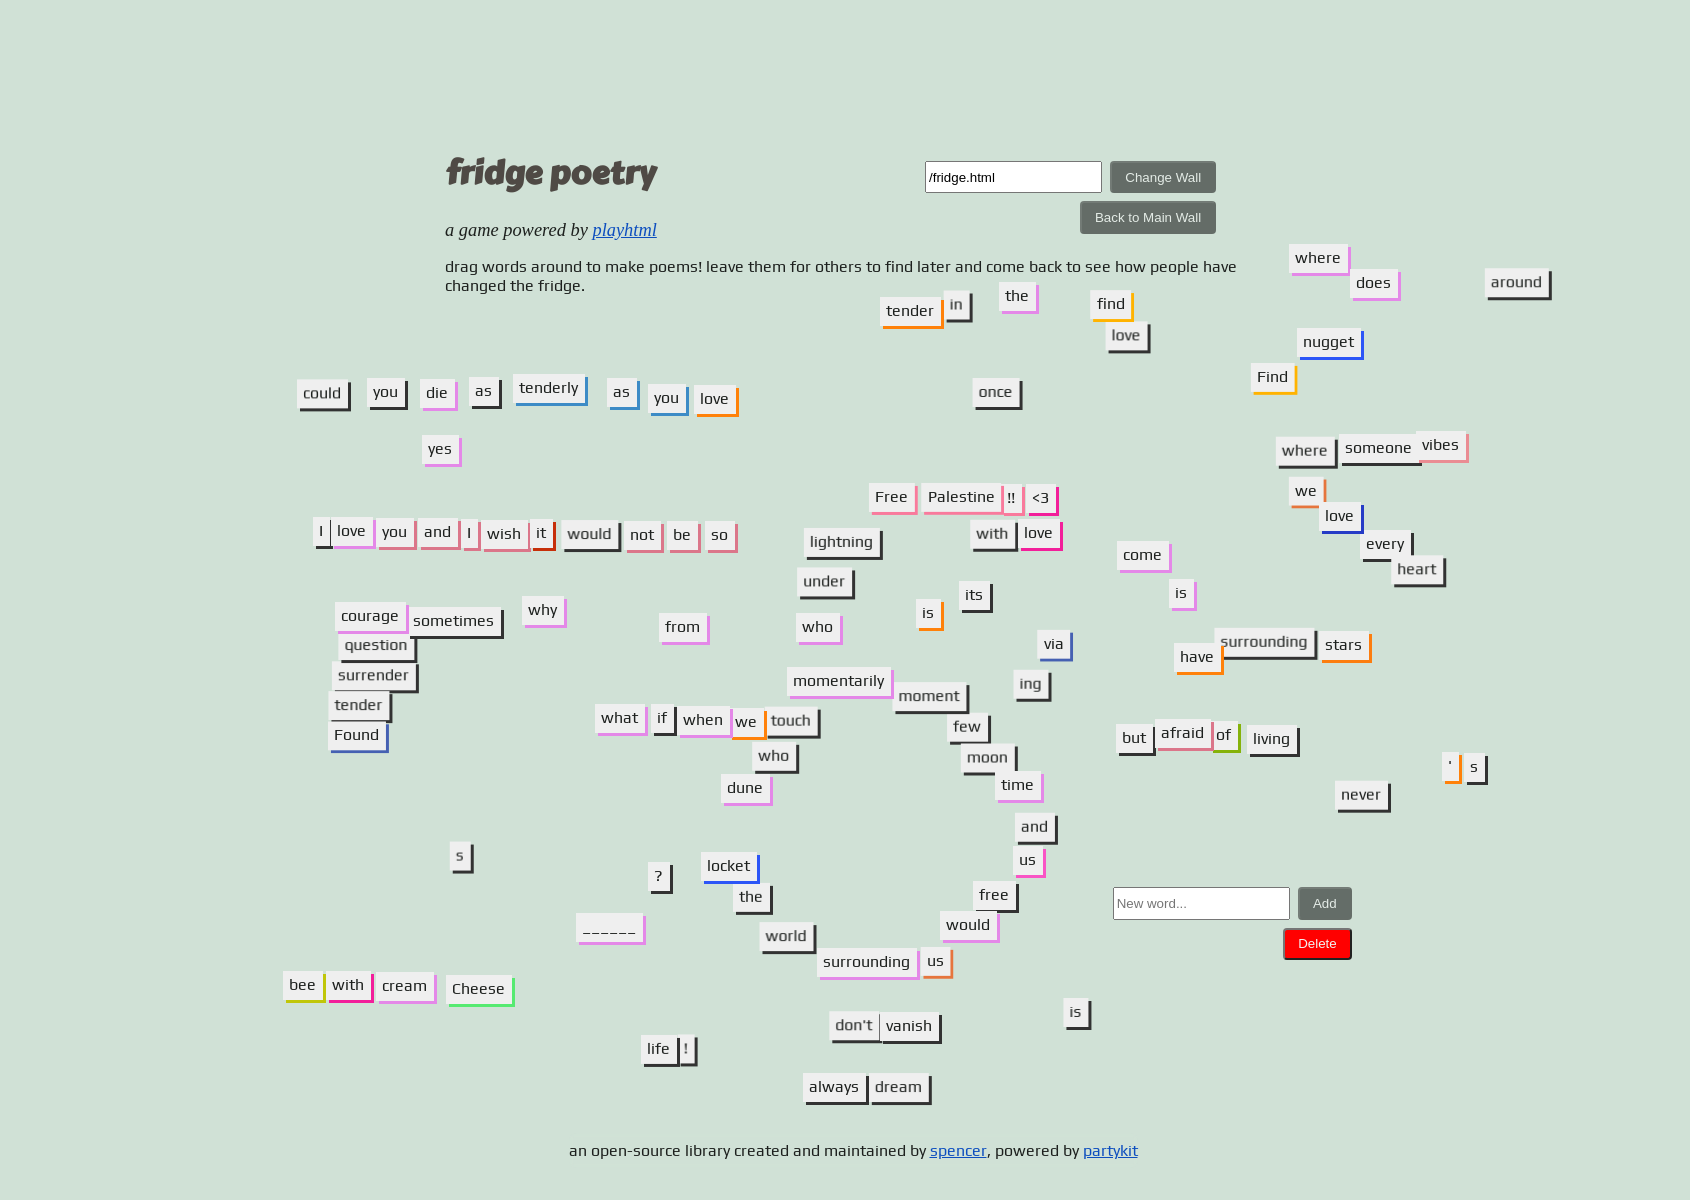 fridge poetry
/fridge.html
Change Wall
Back to Main Wall
a game powered by playhtml
drag words around to make poems! leave them for others to find later and come back to see how people have
changed the fridge.
where
does
around
tender in the find
love
nugget
Find
could you die as tenderly as you love
once
yes
where someone vibes
we
love
every
heart
Free Palestine !! <3
with love
I love you and I wish it would not be so
lightning
under
come
is
its
is
courage sometimes
question
surrender
tender
Found
why
from
who
via
ing
surrounding stars
have
momentarily
moment
few
moon
time
and
us
free
would
what if when we touch
who
dune
but afraid of living
' s
never
s
?
locket
the
world
surrounding us
______
New word...
Add
Delete
bee with cream Cheese
is
don't vanish
life !
always dream
an open-source library created and maintained by spencer, powered by partykit